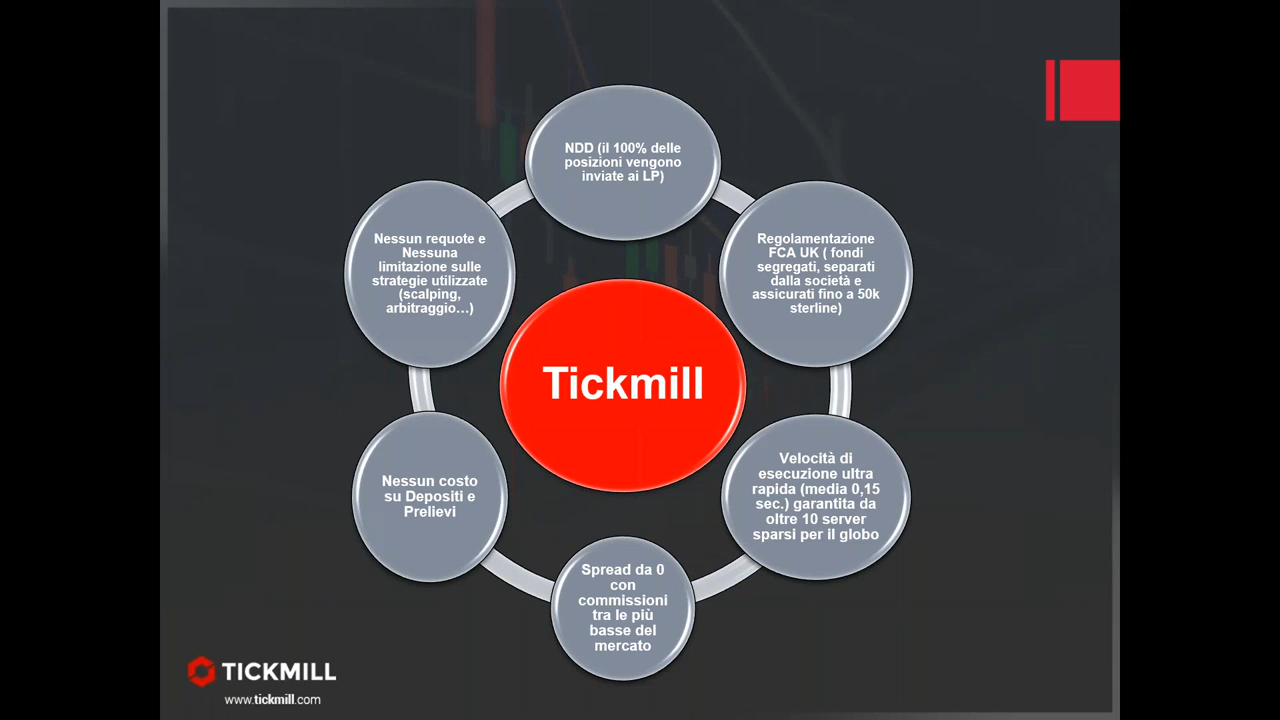 NDD (il 100% delle
posizioni vengono
inviate ai LP)
Regolamentazione
FCA UK ( fondi
segregati, separati
dalla società e
assicurati fino a 50k
sterline)
Velocità di
esecuzione ultra
rapida (media 0,15
sec.) garantita da
oltre 10 server
sparsi per il globo
Spread da 0
con
commissioni
tra le più
basse del
mercato
Nessun costo
su Depositi e
Prelievi
Nessun requote e
Nessuna
limitazione sulle
strategie utilizzate
(scalping,
arbitraggio…)
Tickmill
TICKMILL
www.tickmill.com